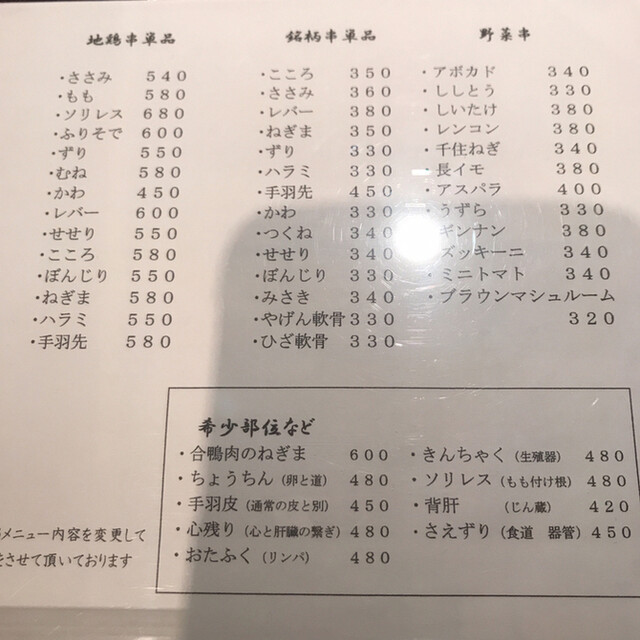 地鶏串単品
・ささみ 540
・もも 580
・ソリレス 680
・ふりそで 600
・ずり 550
・むね 580
・かわ 450
・レバー 600
・せせり 550
・こころ 580
・ぼんじり 550
・ねぎま 580
・ハラミ 550
・手羽先 580
銘柄串単品
・こころ 350
・ささみ 360
・レバー 380
・ねぎま 350
・ずり 330
・ハラミ 330
・手羽先 450
・かわ 330
・つくね 340
・せせり 340
・ぼんじり 330
・みさき 340
・やげん軟骨 330
・ひざ軟骨 330
野菜串
・アボカド 340
・ししとう 330
・しいたけ 380
・レンコン 380
・千住ねぎ 340
・長イモ 380
・アスパラ 400
・うずら 330
ギンナン 380
ズッキーニ 340
・ミニトマト 340
・ブラウンマシュルーム
320
希少部位など
・合鴨肉のねぎま 600
・ちょうちん (卵と道) 480
・手羽皮 (通常の皮と別) 450
・心残り (心と肝臓の繋ぎ) 480
・おたふく (リンパ) 480
・きんちゃく (生殖器) 480
・ソリレス (もも付け根) 480
・背肝 (じん蔵) 420
・さえずり (食道 器管) 450
メニュー内容を変更して
をさせて頂いております